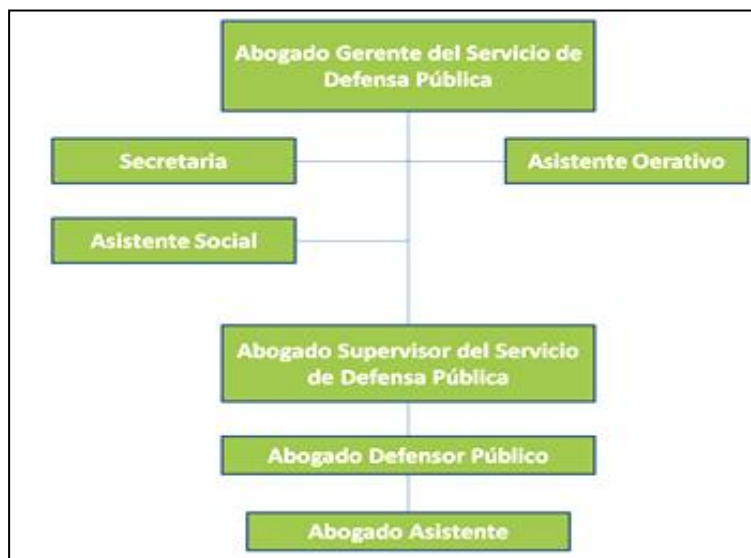 Abogado Gerente del Servicio de
Defensa Pública
Secretaria
Asistente Oerativo
Asistente Social
Abogado Supervisor del Servicio
de Defensa Pública
Abogado Defensor Público
Abogado Asistente